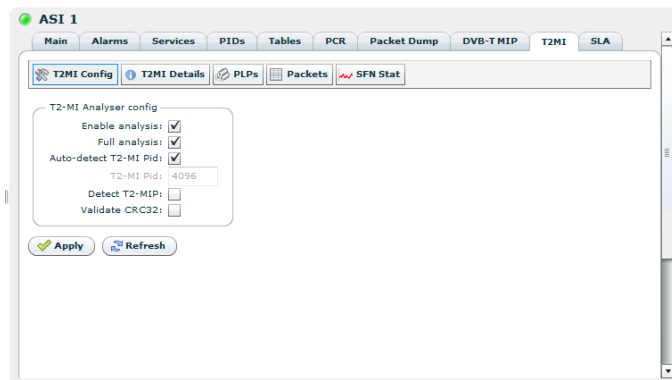 ASI 1
Main Alarms Services PIDs Tables PCR Packet Dump DVB-T MIP T2MI SLA
T2MI Config T2MI Details PLPs Packets SFN Stat
T2-MI Analyser config
Enable analysis:
Full analysis:
Auto-detect T2-MI Pid:
T2-MI Pid: 4096
Detect T2-MIP:
Validate CRC32:
Apply Refresh